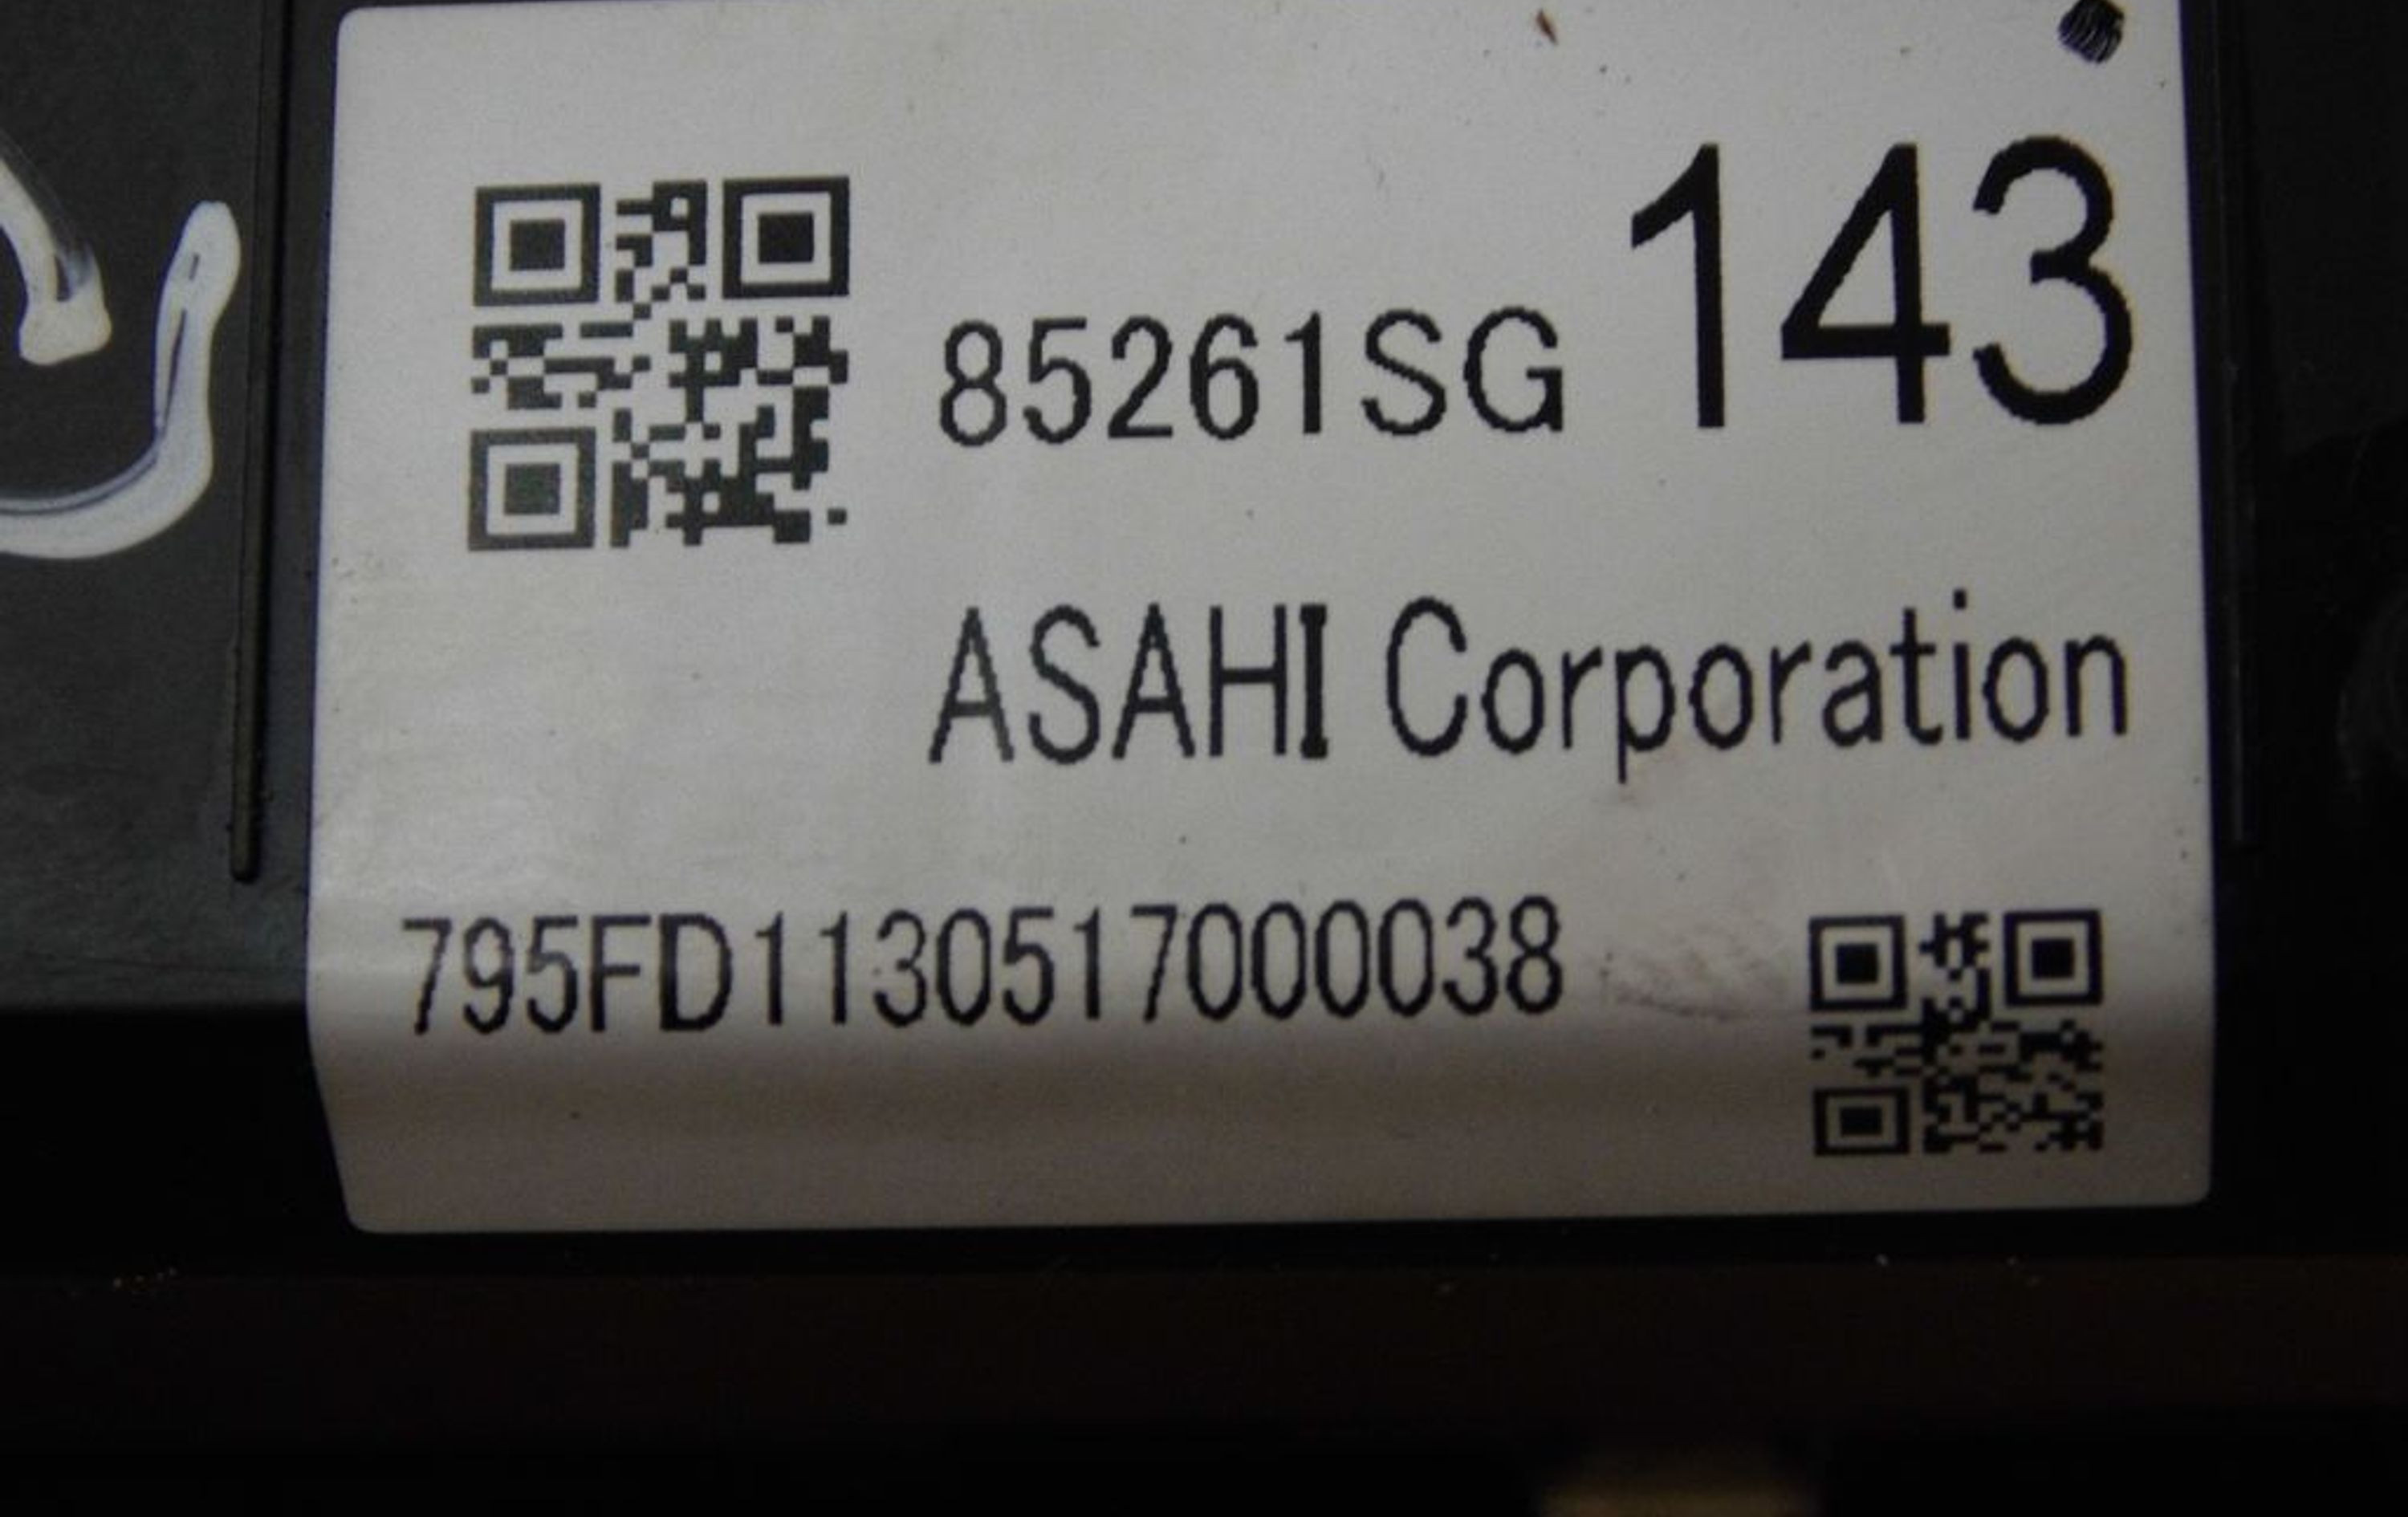 85261SG 143
ASAHI Corporation
795FD1130517000038